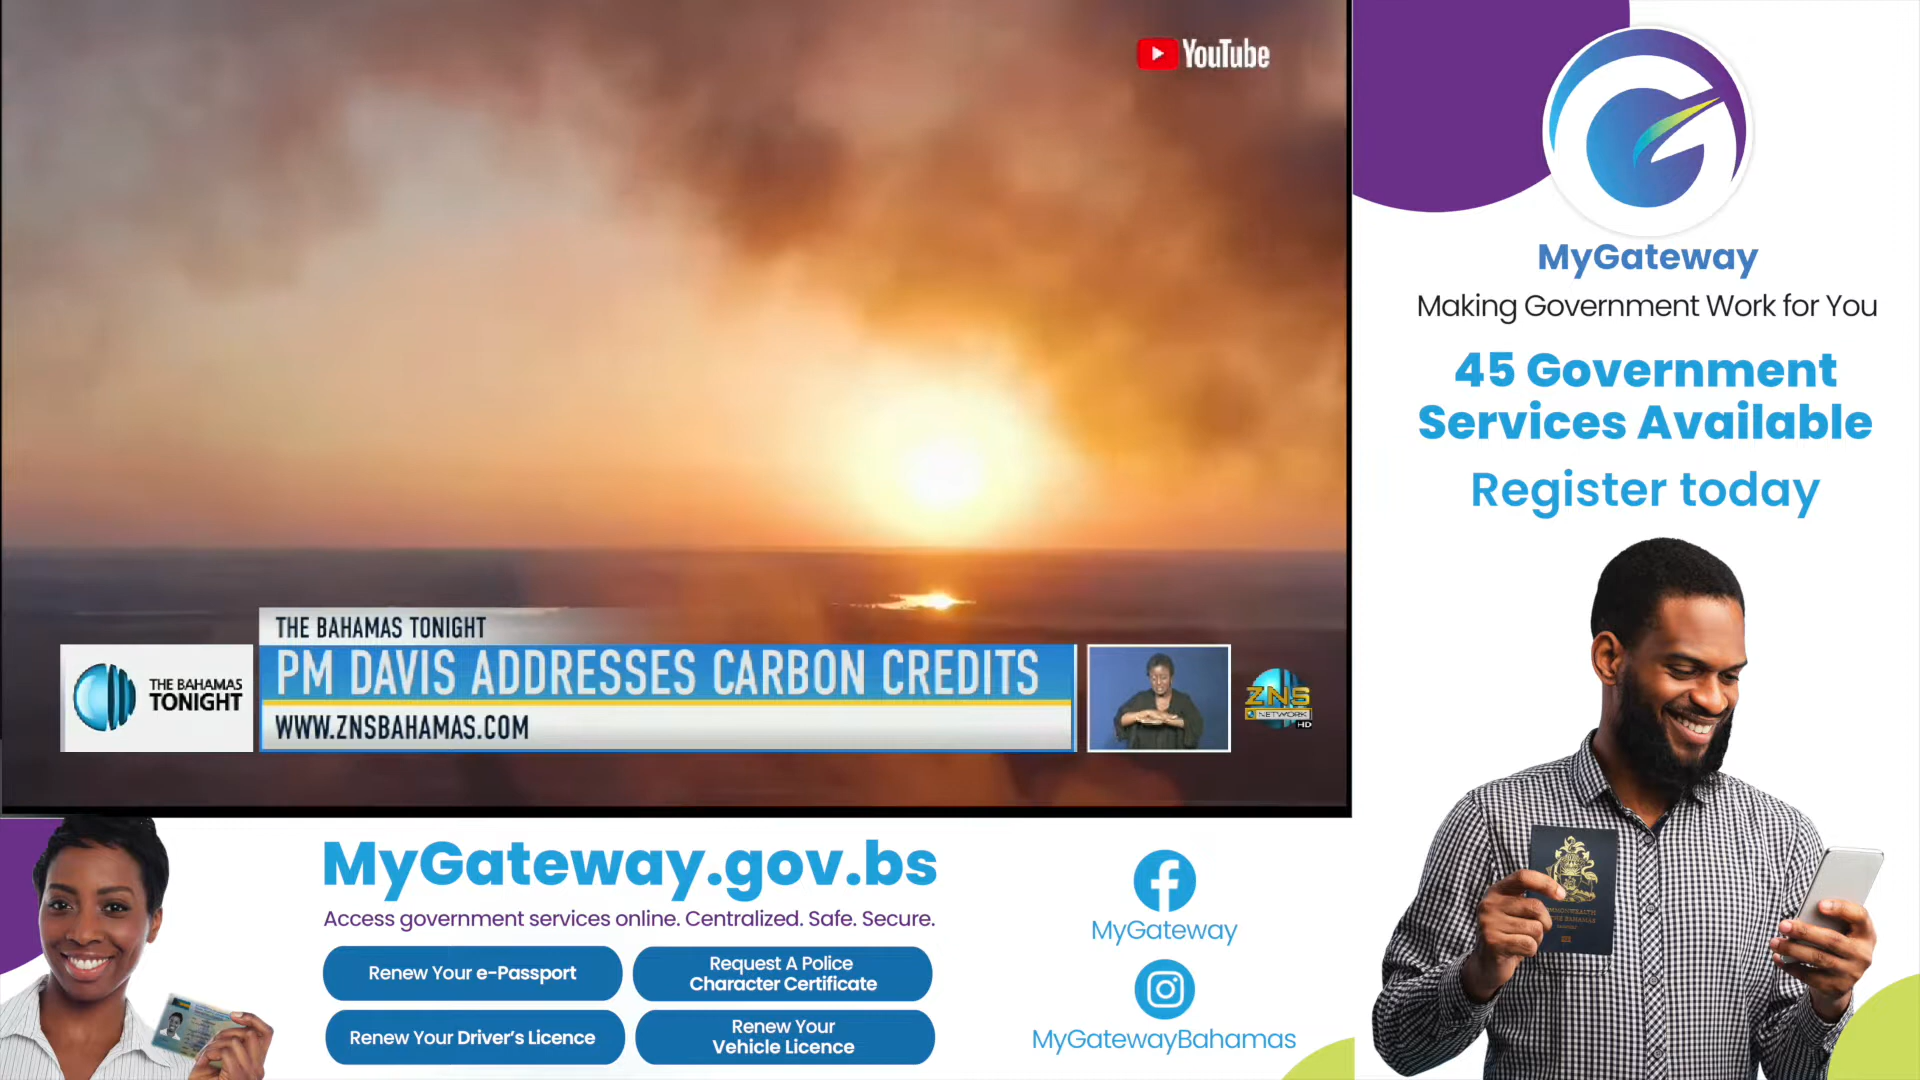 YouTube
THE BAHAMAS TONIGHT
PM DAVIS ADDRESSES CARBON CREDITS
WWW.ZNSBAHAMAS.COM
THE BAHAMAS
TONIGHT
ZNS
NETWORK
HD
MyGateway
Making Government Work for You
45 Government
Services Available
Register today
MyGateway.gov.bs
Access government services online. Centralized. Safe. Secure.
Renew Your e-Passport
Request A Police
Character Certificate
Renew Your Driver's Licence
Renew Your
Vehicle Licence
MyGateway
MyGatewayBahamas